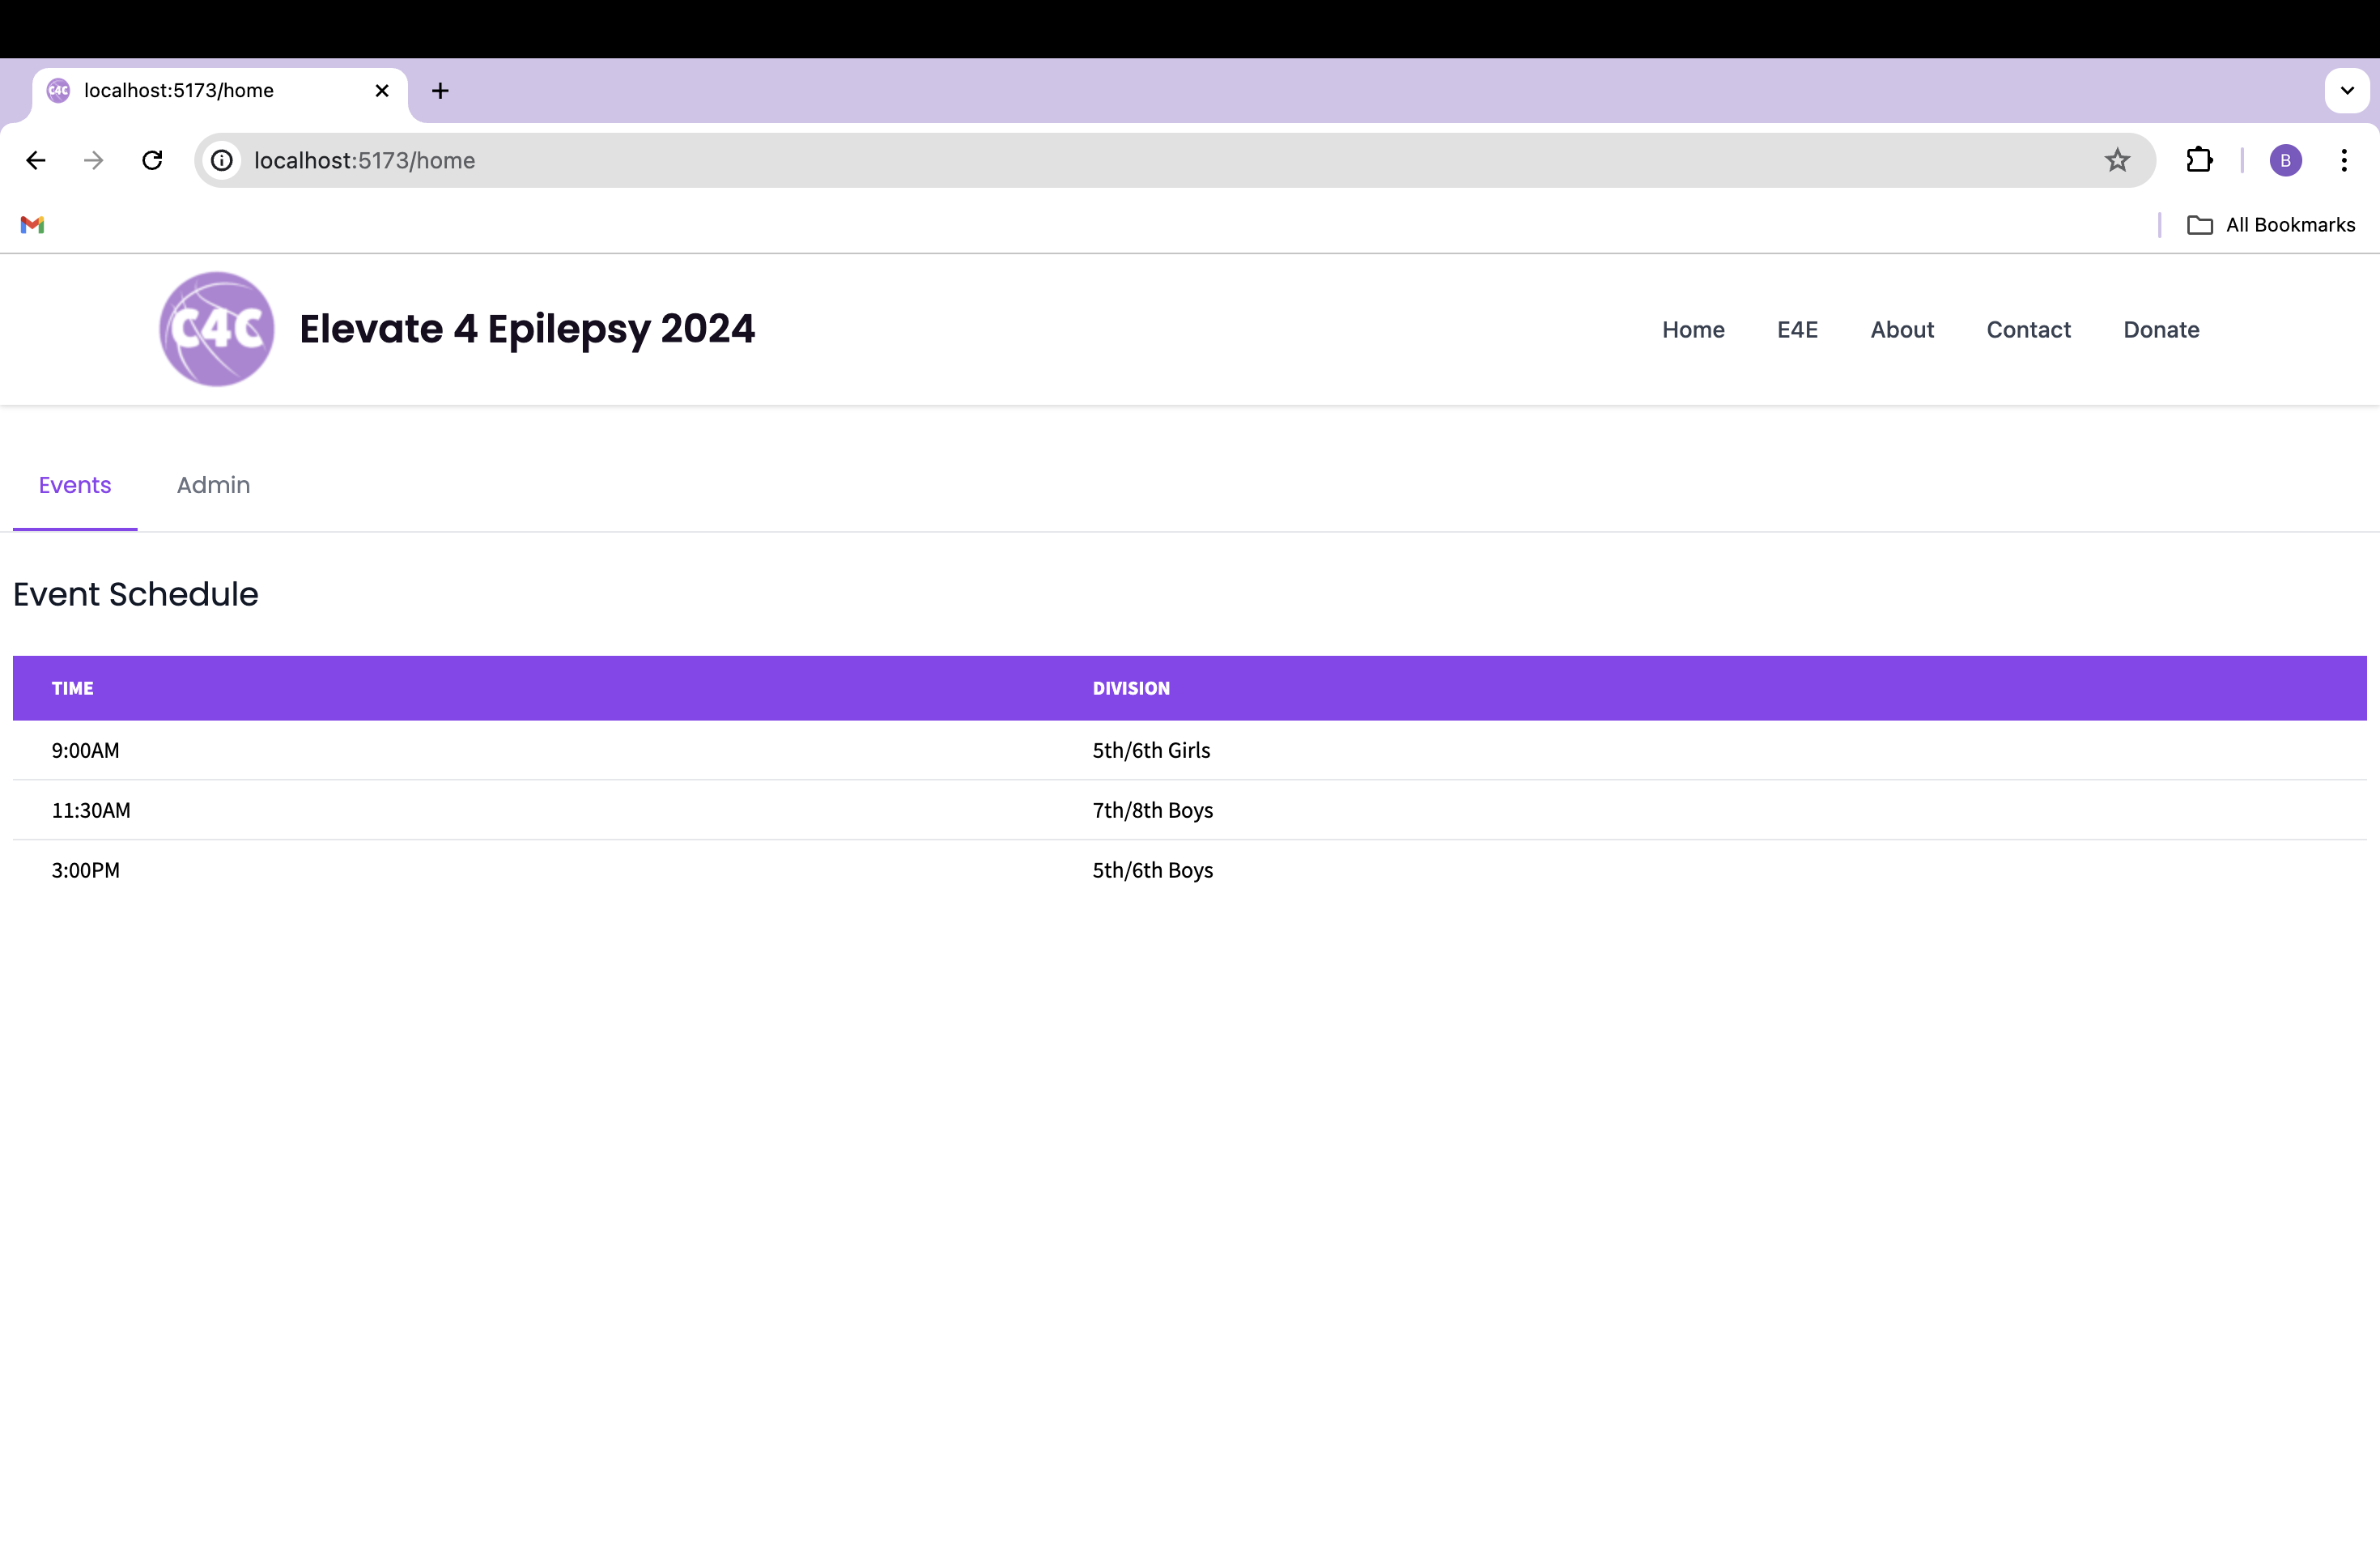 C4C localhost:5173/home
localhost:5173/home B
All Bookmarks
C4C Elevate 4 Epilepsy 2024 Home E4E About Contact Donate
Events Admin
Event Schedule
TIME DIVISION
9:00AM 5th/6th Girls
11:30AM 7th/8th Boys
3:00PM 5th/6th Boys